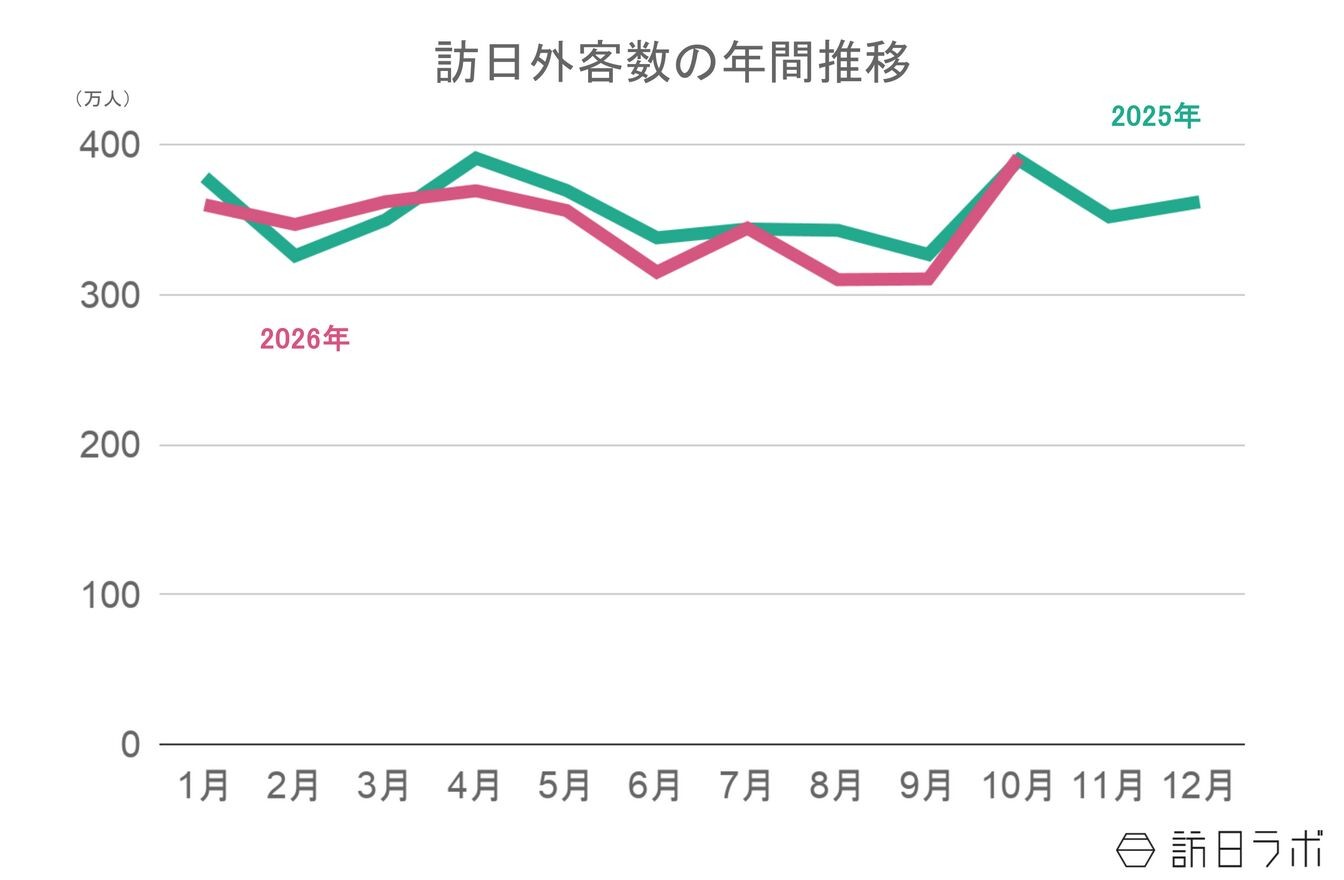 訪日外客数の年間推移
(万人)
2025年
400
300
2026年
200
100
0
1月 2月 3月 4月 5月 6月 7月 8月 9月 10月 11月 12月
訪日ラボ